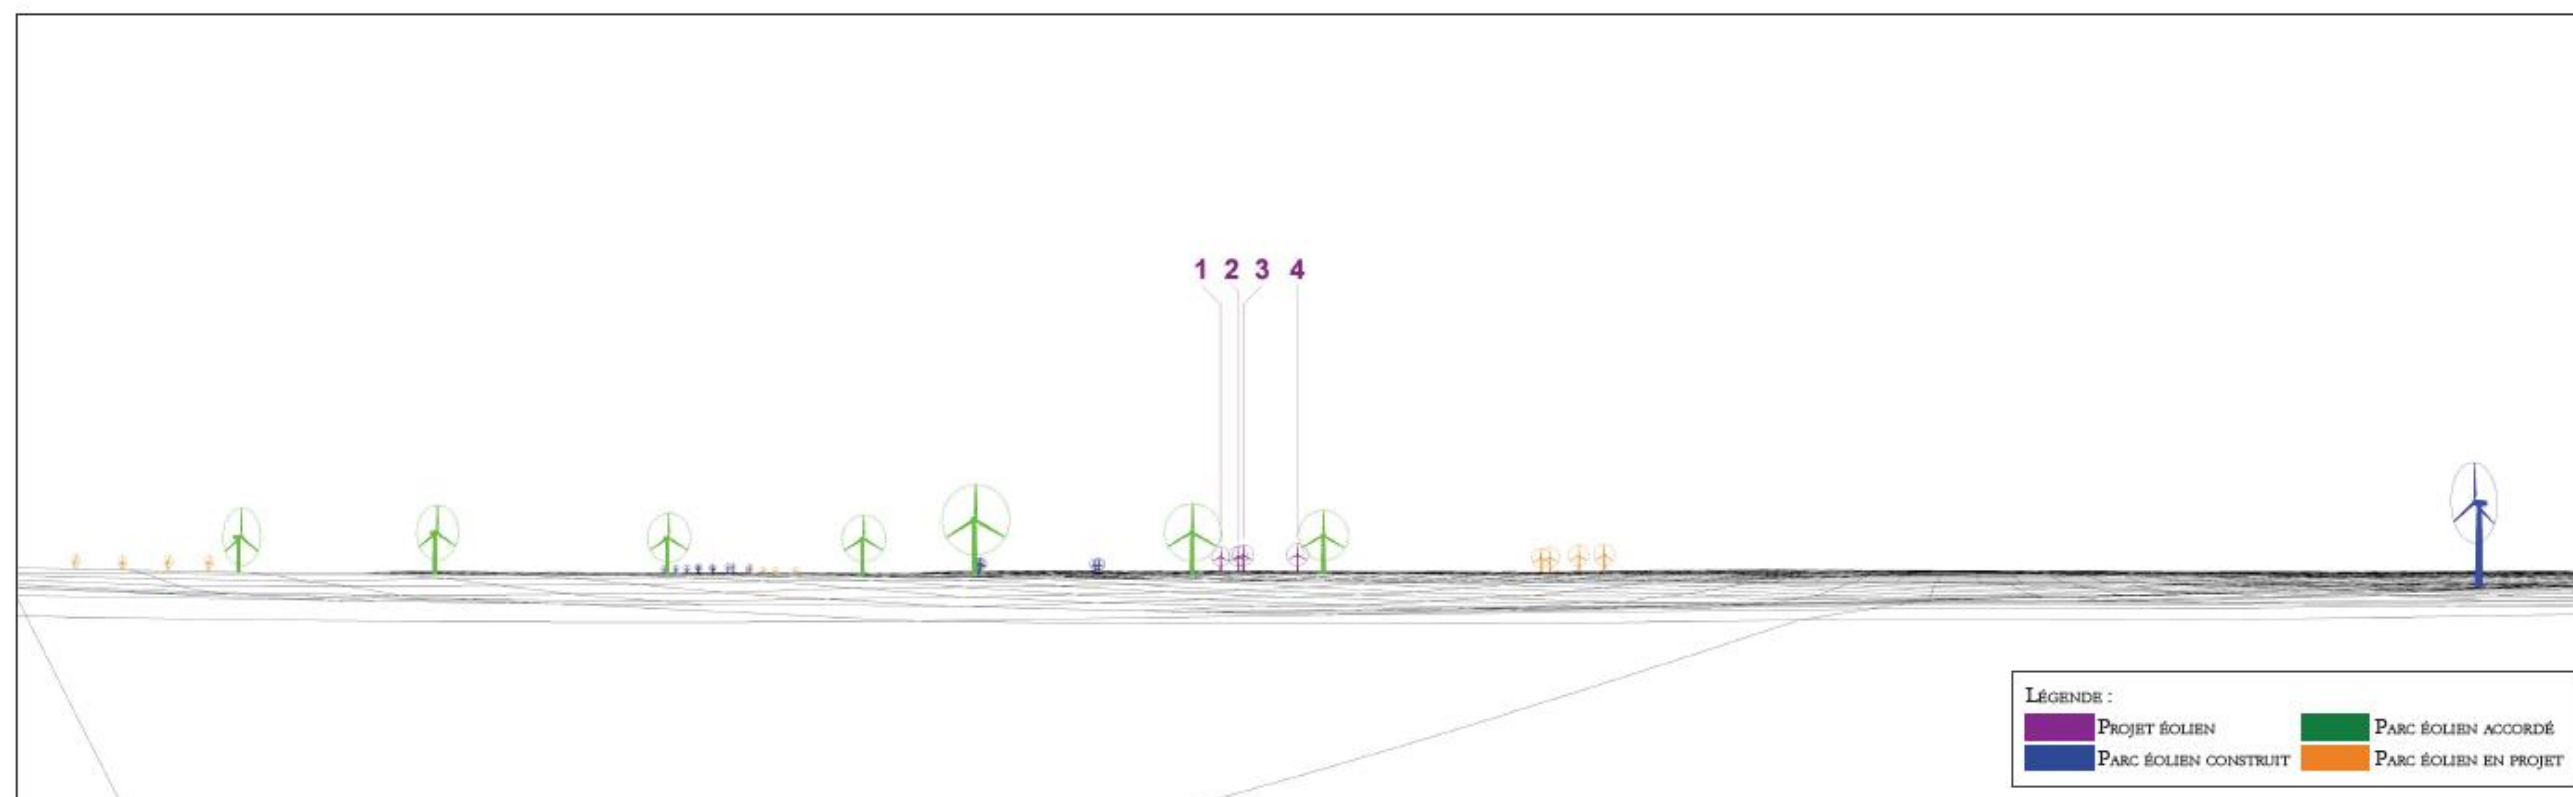 1 2 3 4
Légende :
Projet éolien
Parc éolien accordé
Parc éolien construit
Parc éolien en projet